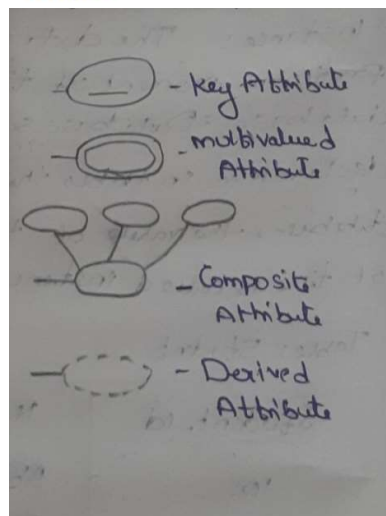 - Key Attribute
- multivalued
Attribute
- Composite
Attribute
- Derived
Attribute